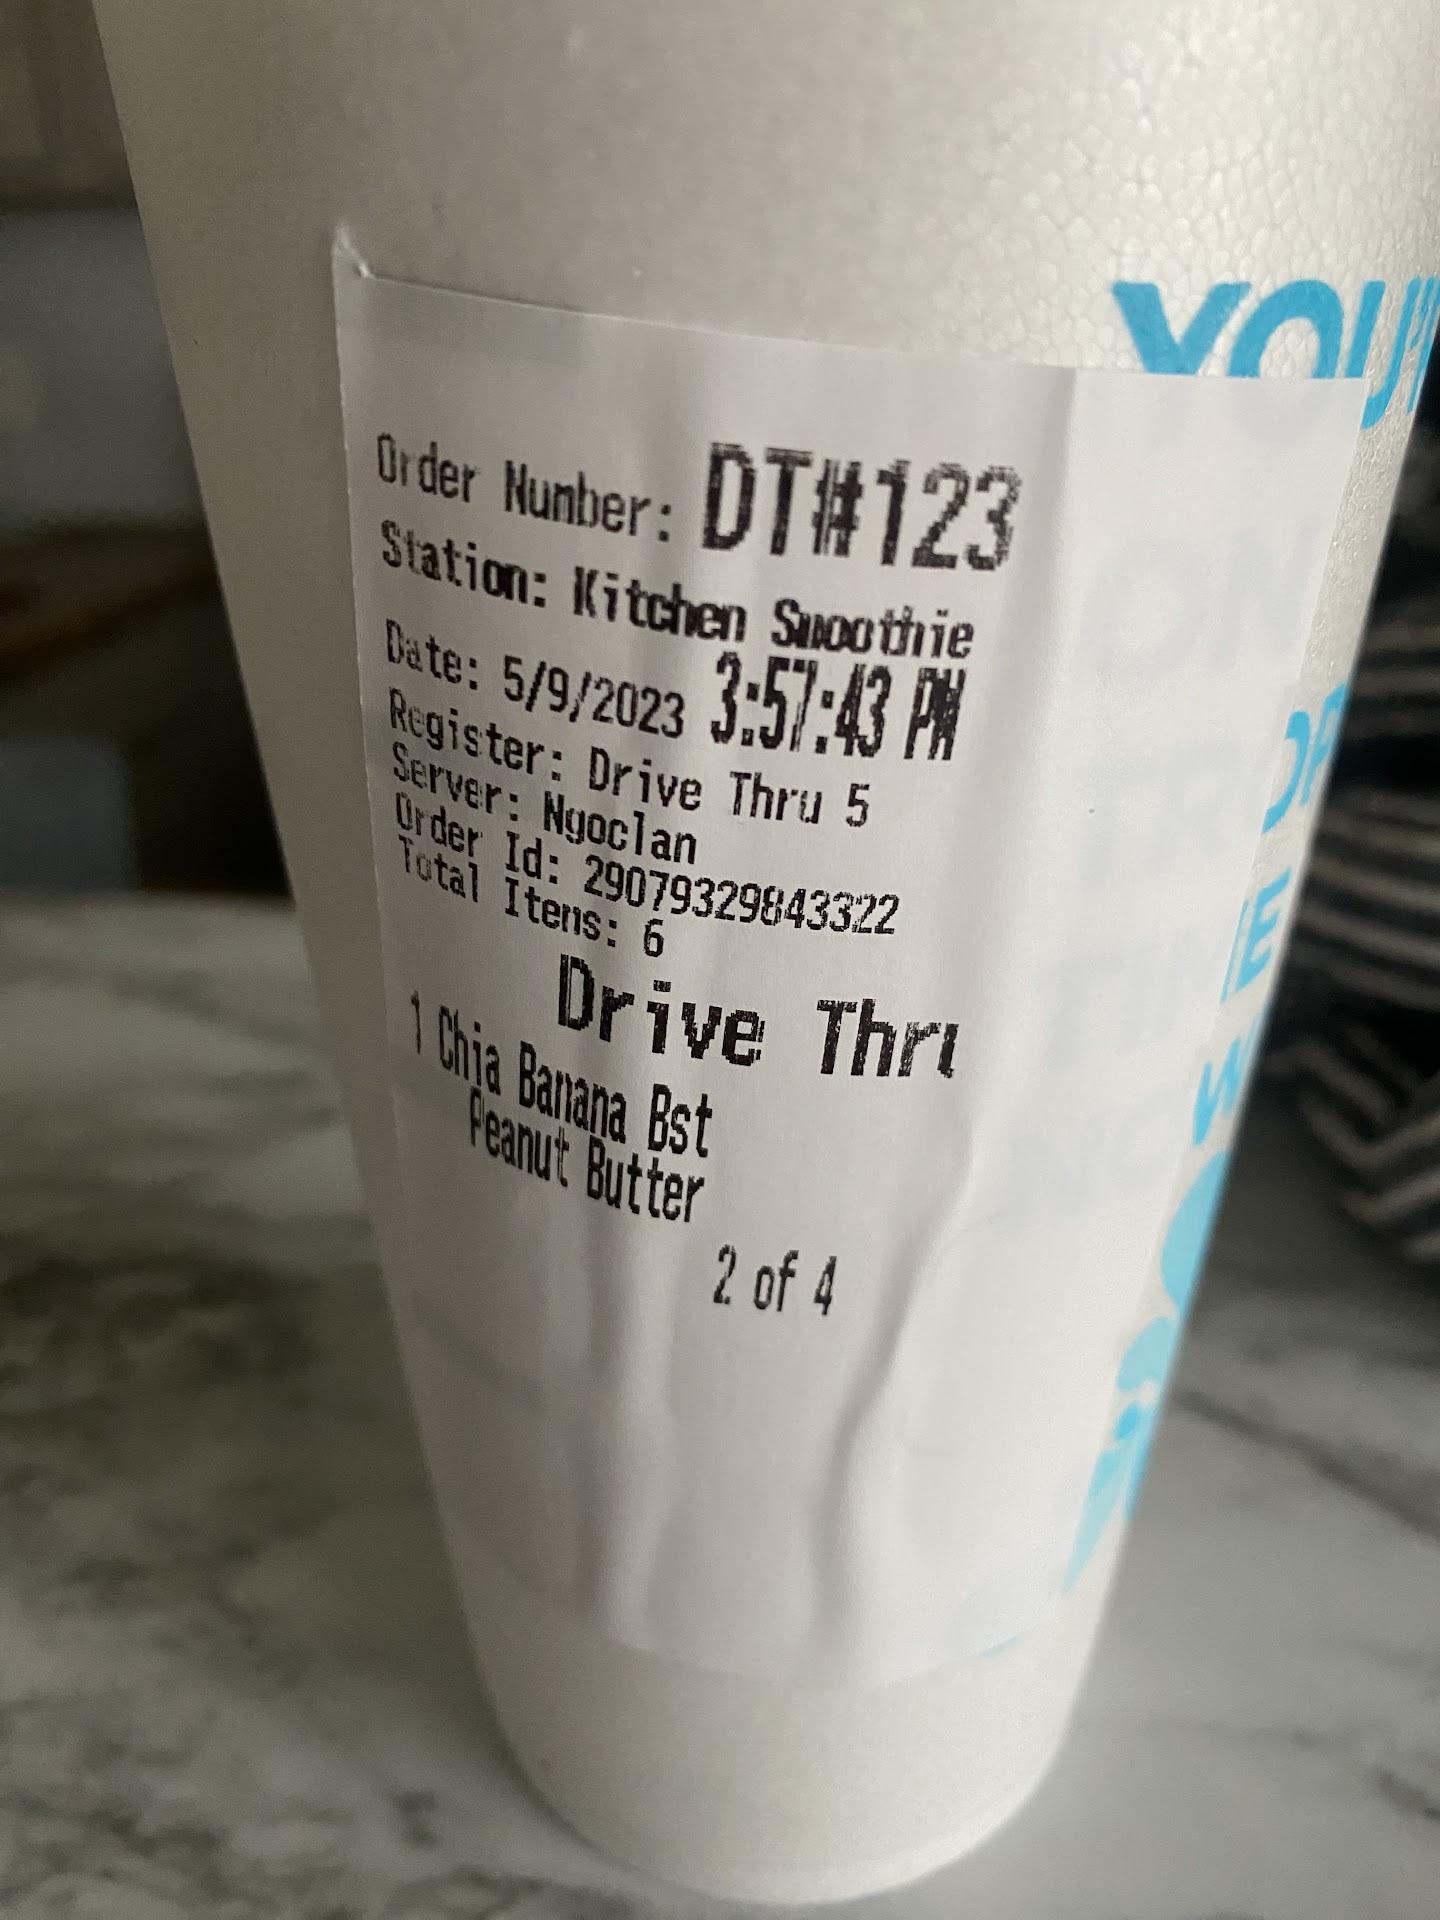 Order Number: DT#123
Station: Kitchen Smoothie
Date: 5/9/2023 3:57:43 PM
Register: Drive Thru 5
Server: Ngoclan
Order Id: 29079329843322
Total Items: 6
Drive Thru
1 Chia Banana Bst
Peanut Butter
2 of 4